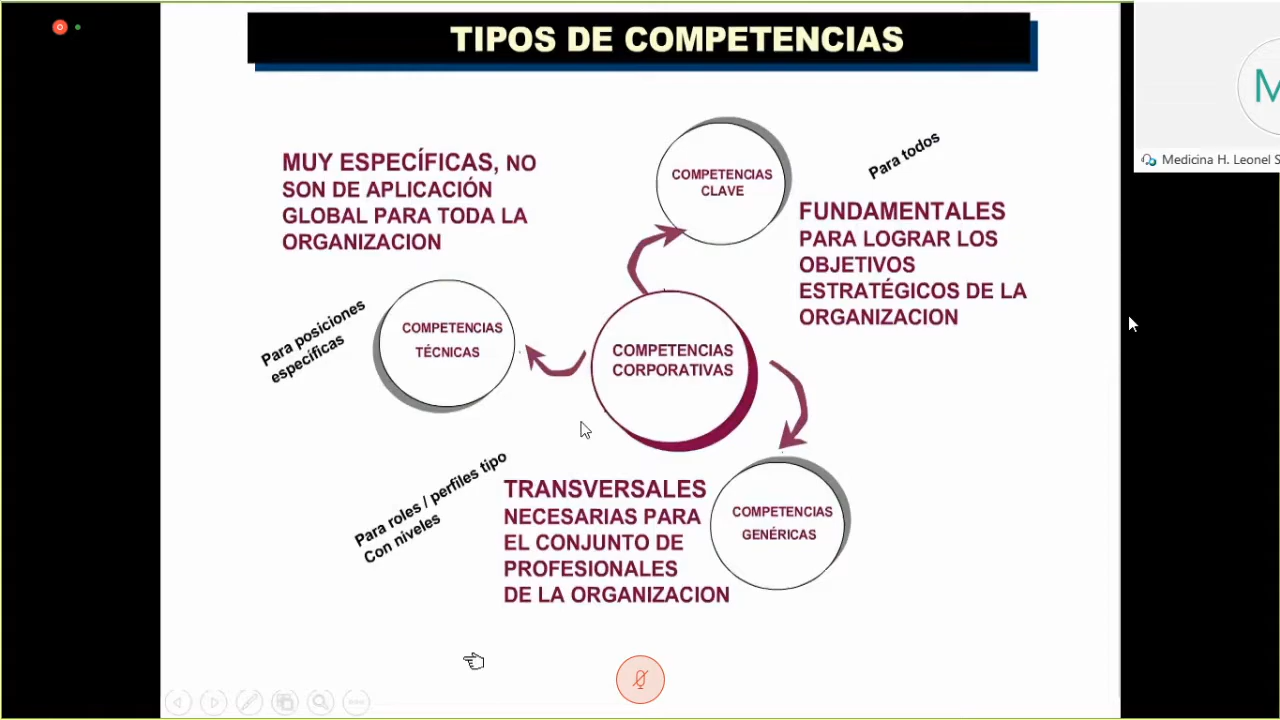 TIPOS DE COMPETENCIAS
MUY ESPECÍFICAS, NO
SON DE APLICACIÓN
GLOBAL PARA TODA LA
ORGANIZACION
COMPETENCIAS
CLAVE
Para todos
FUNDAMENTALES
PARA LOGRAR LOS
OBJETIVOS
ESTRATÉGICOS DE LA
ORGANIZACION
Para posiciones
específicas
COMPETENCIAS
TÉCNICAS
COMPETENCIAS
CORPORATIVAS
Para roles / perfiles tipo
Con niveles
TRANSVERSALES
NECESARIAS PARA
EL CONJUNTO DE
PROFESIONALES
DE LA ORGANIZACION
COMPETENCIAS
GENÉRICAS
M
Medicina H. Leonel S